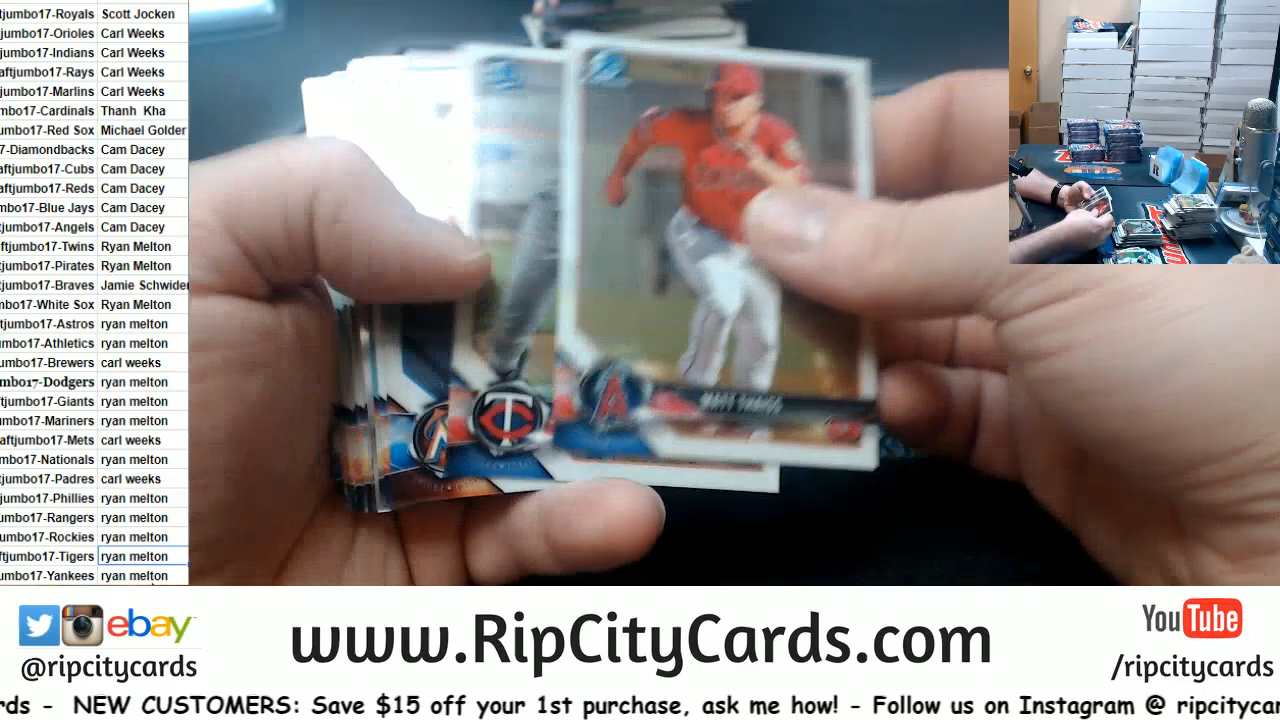 ftjumbo17-Royals Scott Jocken
jumbo17-Orioles Carl Weeks
jumbo17-Indians Carl Weeks
aftjumbo17-Rays Carl Weeks
jumbo17-Marlins Carl Weeks
mbo17-Cardinals Thanh Kha
umbo17-Red Sox Michael Golder
7-Diamondbacks Cam Dacey
aftjumbo17-Cubs Cam Dacey
aftjumbo17-Reds Cam Dacey
mbo17-Blue Jays Cam Dacey
jumbo17-Angels Cam Dacey
ftjumbo17-Twins Ryan Melton
tjumbo17-Pirates Ryan Melton
umbo17-Braves Jamie Schwider
mbo17-White Sox Ryan Melton
tjumbo17-Astros ryan melton
mbo17-Athletics ryan melton
umbo17-Brewers carl weeks
mbo17-Dodgers ryan melton
tjumbo17-Giants ryan melton
umbo17-Mariners ryan melton
aftjumbo17-Mets carl weeks
mbo17-Nationals ryan melton
jumbo17-Padres carl weeks
jumbo17-Phillies ryan melton
umbo17-Rangers ryan melton
umbo17-Rockies ryan melton
ftjumbo17-Tigers ryan melton
umbo17-Yankees ryan melton
TC
A
ebay
@ripcitycards
www.RipCityCards.com
YouTube
/ripcitycards
rds - NEW CUSTOMERS: Save $15 off your 1st purchase, ask me how! - Follow us on Instagram @ ripcitycar